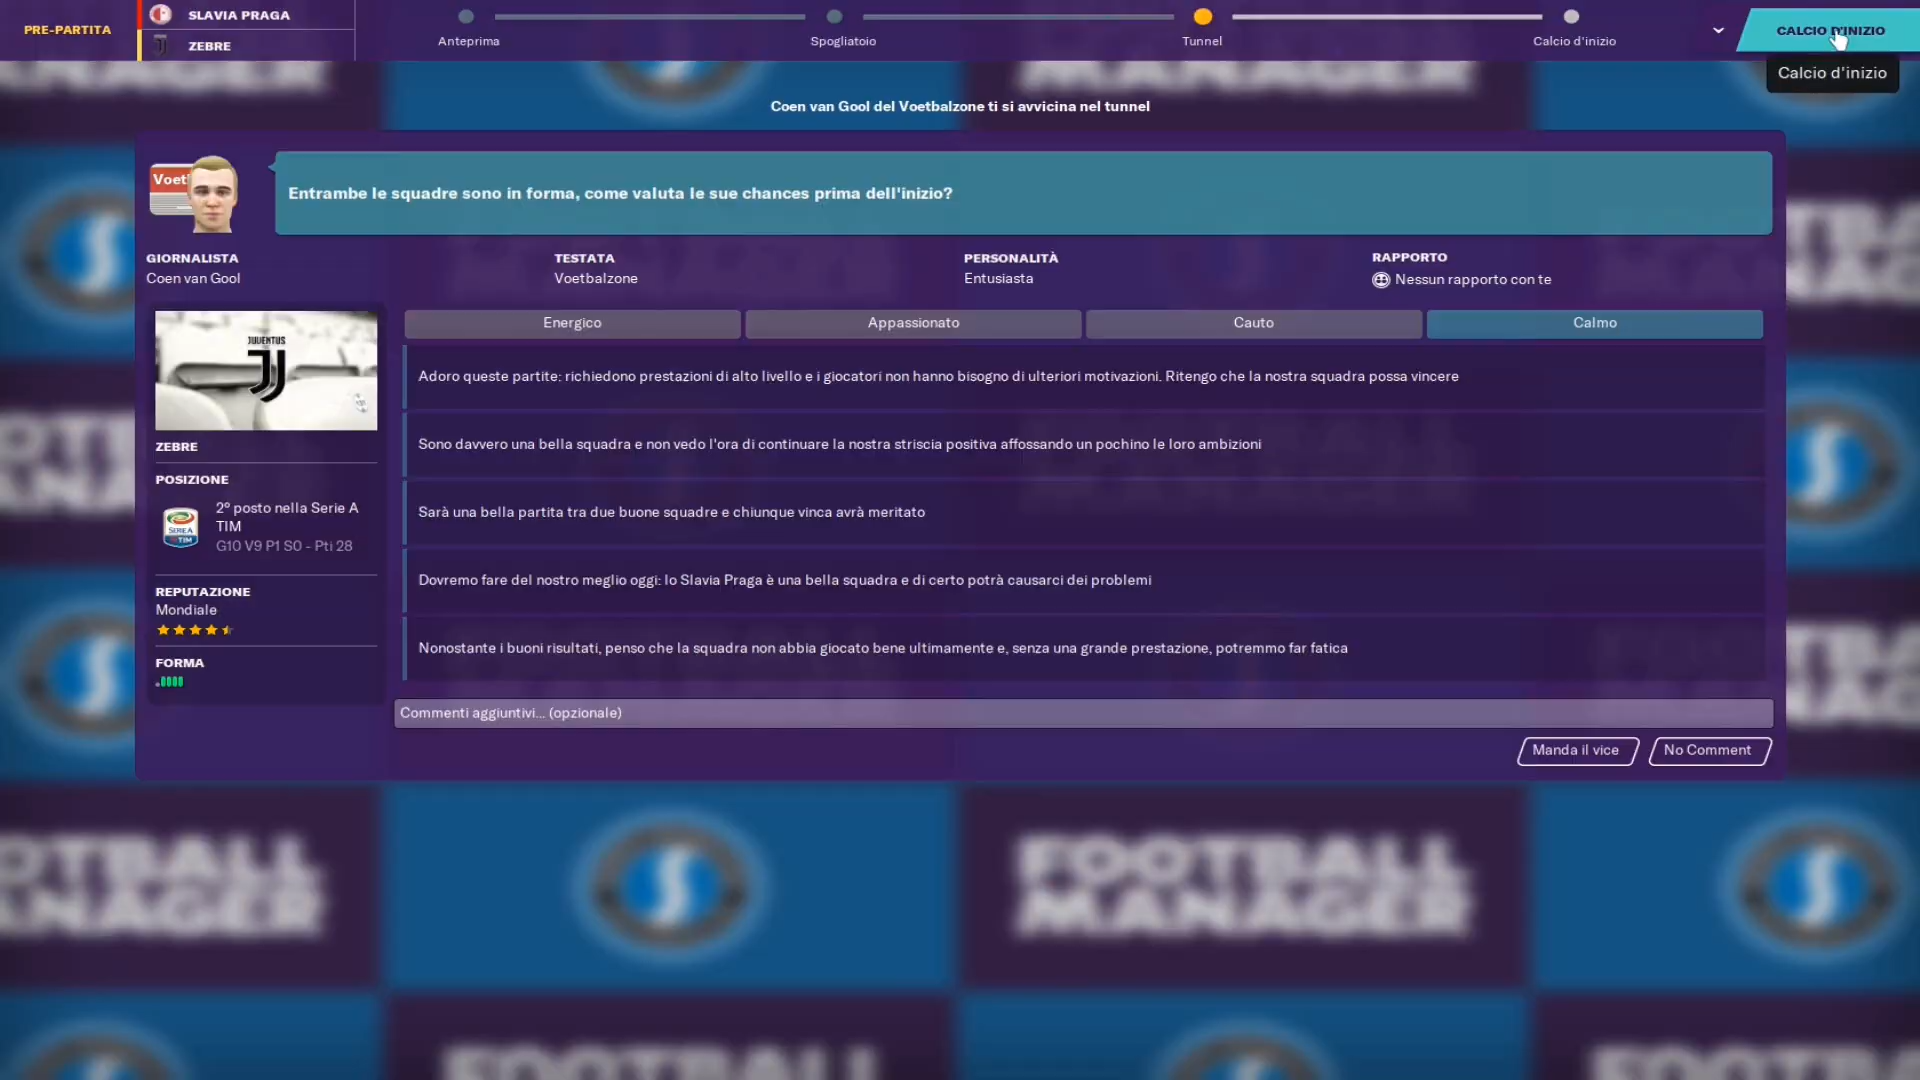 PRE-PARTITA
SLAVIA PRAGA
ZEBRE
Anteprima
Spogliatoio
Tunnel
Calcio d'inizio
CALCIO D'INIZIO
Calcio d'inizio
Coen van Gool del Voetbalzone ti si avvicina nel tunnel
Voet
Entrambe le squadre sono in forma, come valuta le sue chances prima dell'inizio?
GIORNALISTA
Coen van Gool
TESTATA
Voetbalzone
PERSONALITÀ
Entusiasta
RAPPORTO
Nessun rapporto con te
JUVENTUS
ZEBRE
POSIZIONE
SERIE A
TIM
2º posto nella Serie A
TIM
G10 V9 P1 S0 - Pti 28
REPUTAZIONE
Mondiale
FORMA
Energico
Appassionato
Cauto
Calmo
Adoro queste partite: richiedono prestazioni di alto livello e i giocatori non hanno bisogno di ulteriori motivazioni. Ritengo che la nostra squadra possa vincere
Sono davvero una bella squadra e non vedo l'ora di continuare la nostra striscia positiva affossando un pochino le loro ambizioni
Sarà una bella partita tra due buone squadre e chiunque vinca avrà meritato
Dovremo fare del nostro meglio oggi: lo Slavia Praga è una bella squadra e di certo potrà causarci dei problemi
Nonostante i buoni risultati, penso che la squadra non abbia giocato bene ultimamente e, senza una grande prestazione, potremmo far fatica
Commenti aggiuntivi... (opzionale)
Manda il vice
No Comment
FOOTBALL
MANAGER